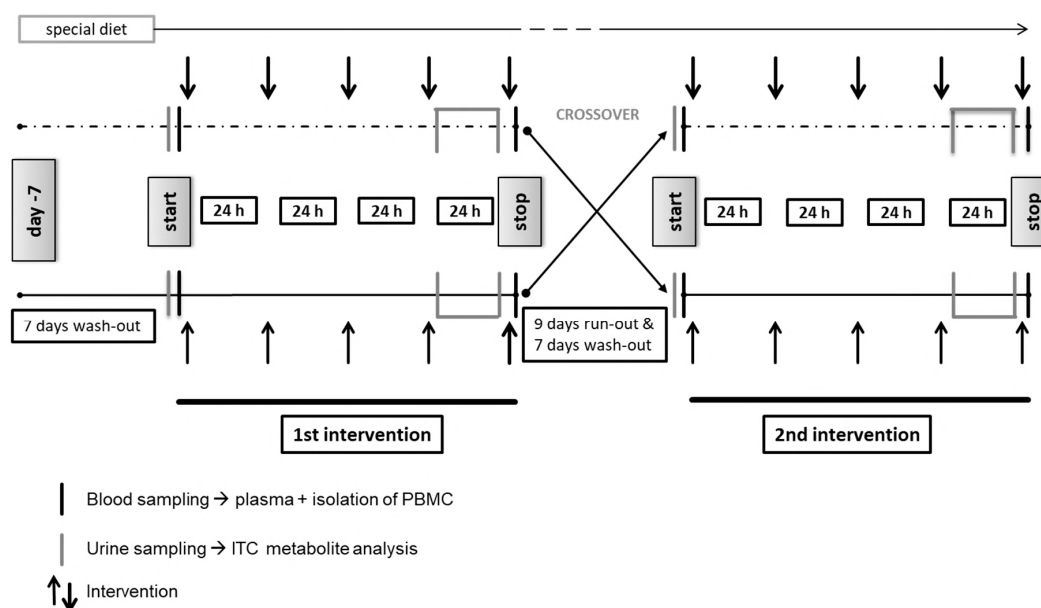 special diet
CROSSOVER
day -7
start
24 h
24 h
24 h
24 h
stop
start
24 h
24 h
24 h
24 h
stop
7 days wash-out
9 days run-out &
7 days wash-out
1st intervention
2nd intervention
Blood sampling → plasma + isolation of PBMC
Urine sampling → ITC metabolite analysis
Intervention